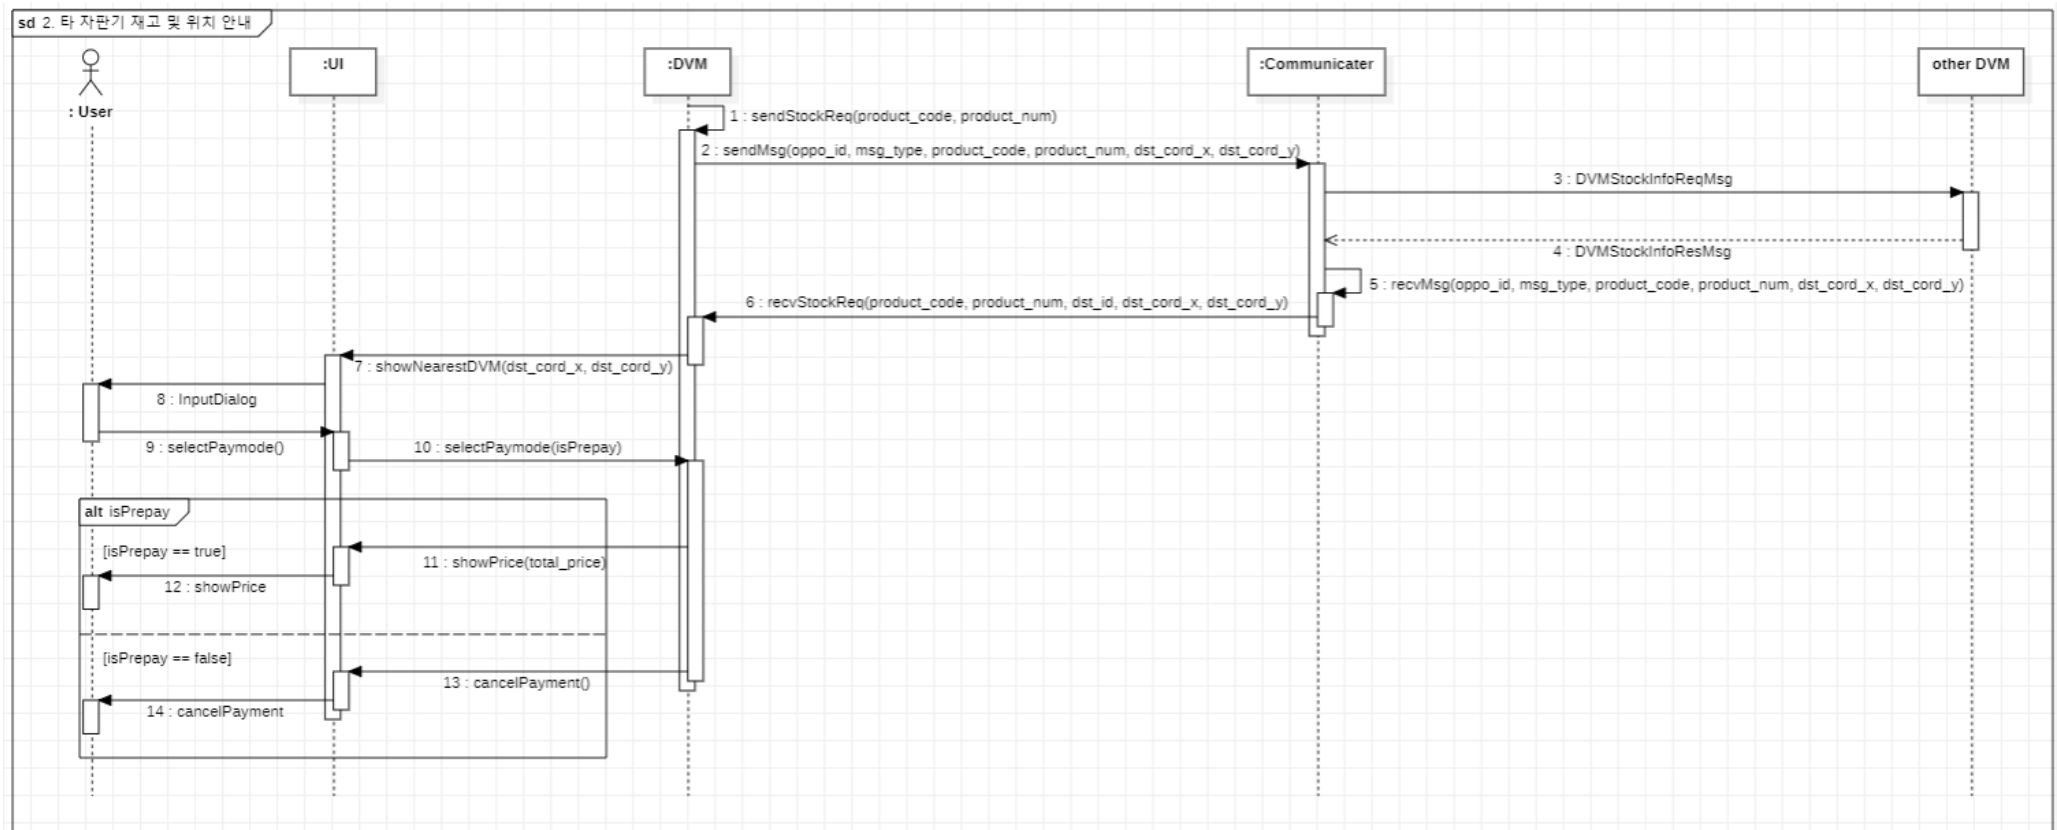 sd 2. 타 자판기 재고 및 위치 안내
: User
:UI
:DVM
:Communicater
other DVM
1 : sendStockReq(product_code, product_num)
2 : sendMsg(oppo_id, msg_type, product_code, product_num, dst_cord_x, dst_cord_y)
3 : DVMStockInfoReqMsg
4 : DVMStockInfoResMsg
5 : recvMsg(oppo_id, msg_type, product_code, product_num, dst_cord_x, dst_cord_y)
6 : recvStockReq(product_code, product_num, dst_id, dst_cord_x, dst_cord_y)
7 : showNearestDVM(dst_cord_x, dst_cord_y)
8 : InputDialog
9 : selectPaymode()
10 : selectPaymode(isPrepay)
alt isPrepay
[isPrepay == true]
11 : showPrice(total_price)
12 : showPrice
[isPrepay == false]
13 : cancelPayment()
14 : cancelPayment